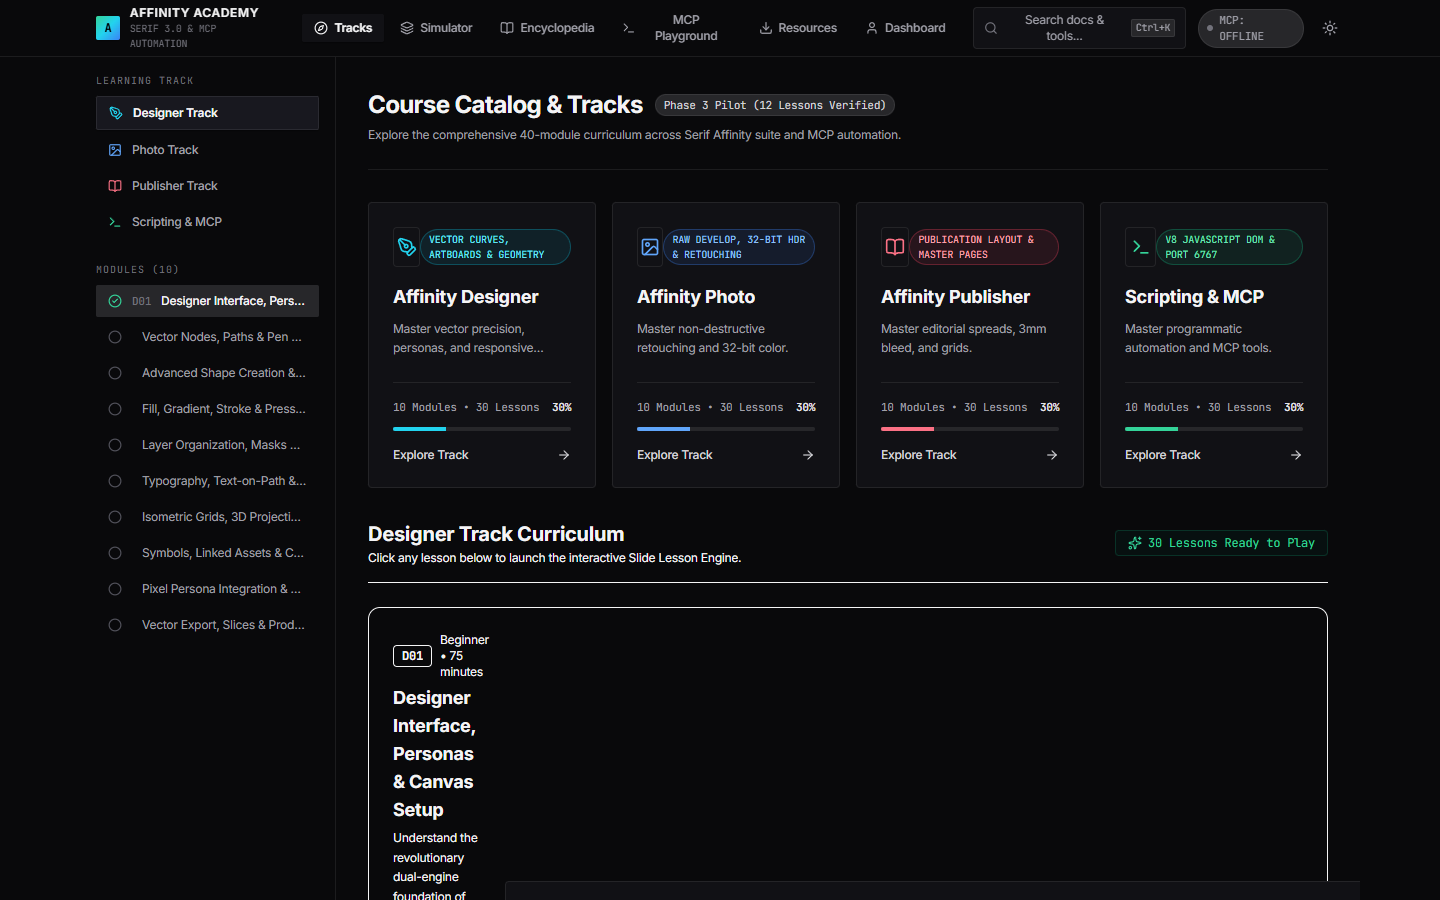 A
AFFINITY ACADEMY
SERIF 3.0 & MCP
AUTOMATION
Tracks
Simulator
Encyclopedia
MCP
Playground
Resources
Dashboard
Search docs &
tools...
Ctrl+K
MCP:
OFFLINE
LEARNING TRACK
Designer Track
Photo Track
Publisher Track
Scripting & MCP
MODULES (10)
D01 Designer Interface, Pers...
Vector Nodes, Paths & Pen ...
Advanced Shape Creation &...
Fill, Gradient, Stroke & Press...
Layer Organization, Masks ...
Typography, Text-on-Path &...
Isometric Grids, 3D Projecti...
Symbols, Linked Assets & C...
Pixel Persona Integration & ...
Vector Export, Slices & Prod...
Course Catalog & Tracks
Phase 3 Pilot (12 Lessons Verified)
Explore the comprehensive 40-module curriculum across Serif Affinity suite and MCP automation.
VECTOR CURVES,
ARTBOARDS & GEOMETRY
Affinity Designer
Master vector precision,
personas, and responsive...
10 Modules • 30 Lessons 30%
Explore Track
RAW DEVELOP, 32-BIT HDR
& RETOUCHING
Affinity Photo
Master non-destructive
retouching and 32-bit color.
10 Modules • 30 Lessons 30%
Explore Track
PUBLICATION LAYOUT &
MASTER PAGES
Affinity Publisher
Master editorial spreads, 3mm
bleed, and grids.
10 Modules • 30 Lessons 30%
Explore Track
V8 JAVASCRIPT DOM &
PORT 6767
Scripting & MCP
Master programmatic
automation and MCP tools.
10 Modules • 30 Lessons 30%
Explore Track
Designer Track Curriculum
Click any lesson below to launch the interactive Slide Lesson Engine.
30 Lessons Ready to Play
D01
Beginner
• 75
minutes
Designer
Interface,
Personas
& Canvas
Setup
Understand the
revolutionary
dual-engine
foundation of